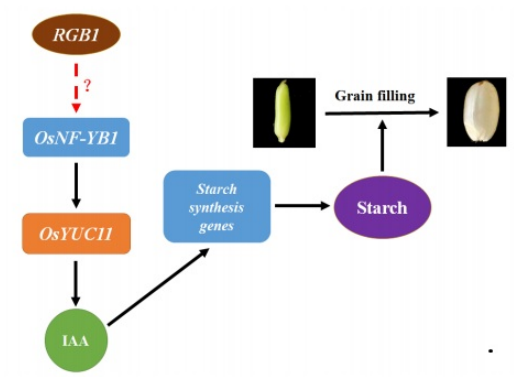 RGB1
?
OsNF-YB1
OsYUC11
IAA
Starch
synthesis
genes
Starch
Grain filling
.